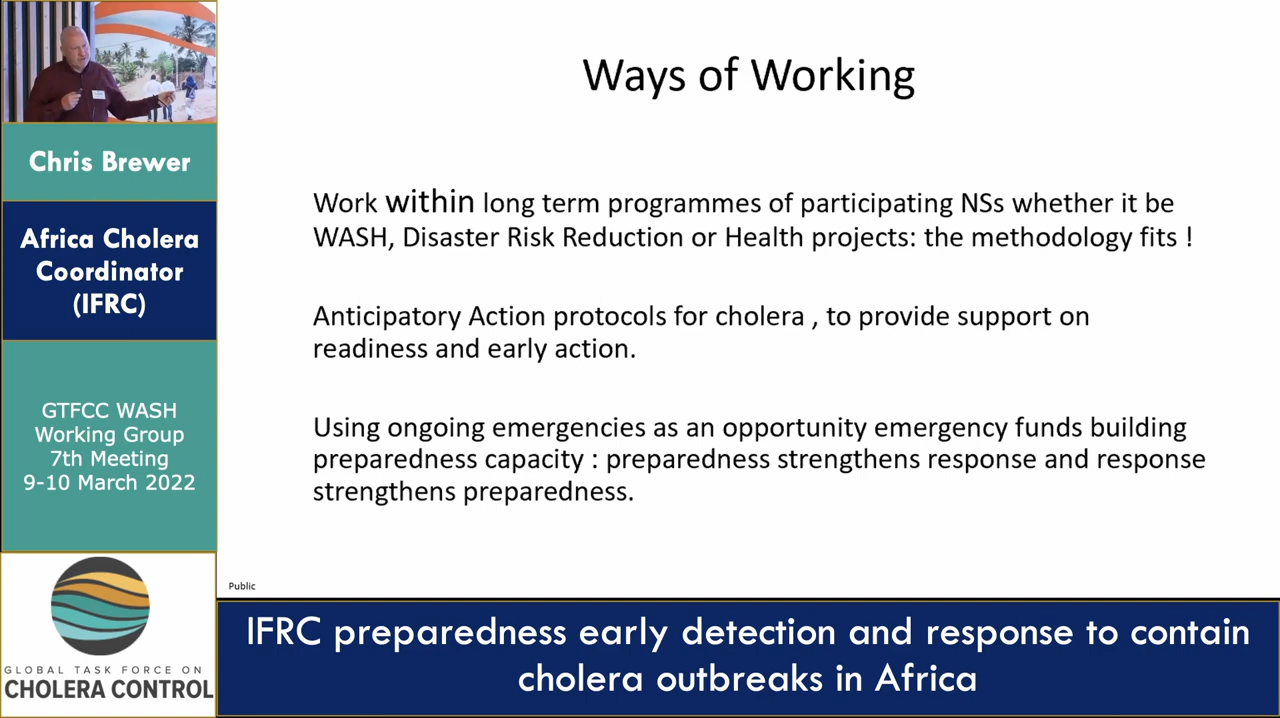 Chris Brewer
Africa Cholera
Coordinator
(IFRC)
GTFCC WASH
Working Group
7th Meeting
9-10 March 2022
GLOBAL TASK FORCE ON
CHOLERA CONTROL
Ways of Working
Work within long term programmes of participating NSs whether it be
WASH, Disaster Risk Reduction or Health projects: the methodology fits !
Anticipatory Action protocols for cholera , to provide support on
readiness and early action.
Using ongoing emergencies as an opportunity emergency funds building
preparedness capacity : preparedness strengthens response and response
strengthens preparedness.
Public
IFRC preparedness early detection and response to contain
cholera outbreaks in Africa